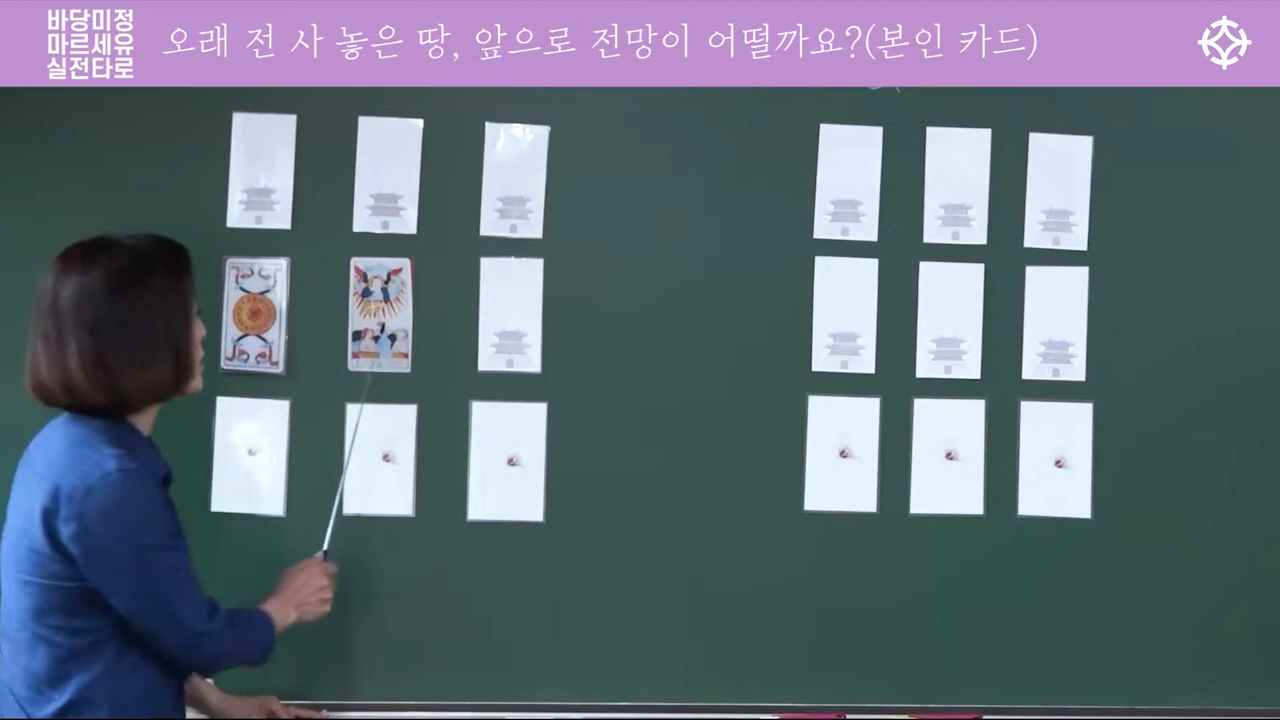 바당미정
마르세유
실전타로
오래 전 사 놓은 땅, 앞으로 전망이 어떨까요?(본인 카드)